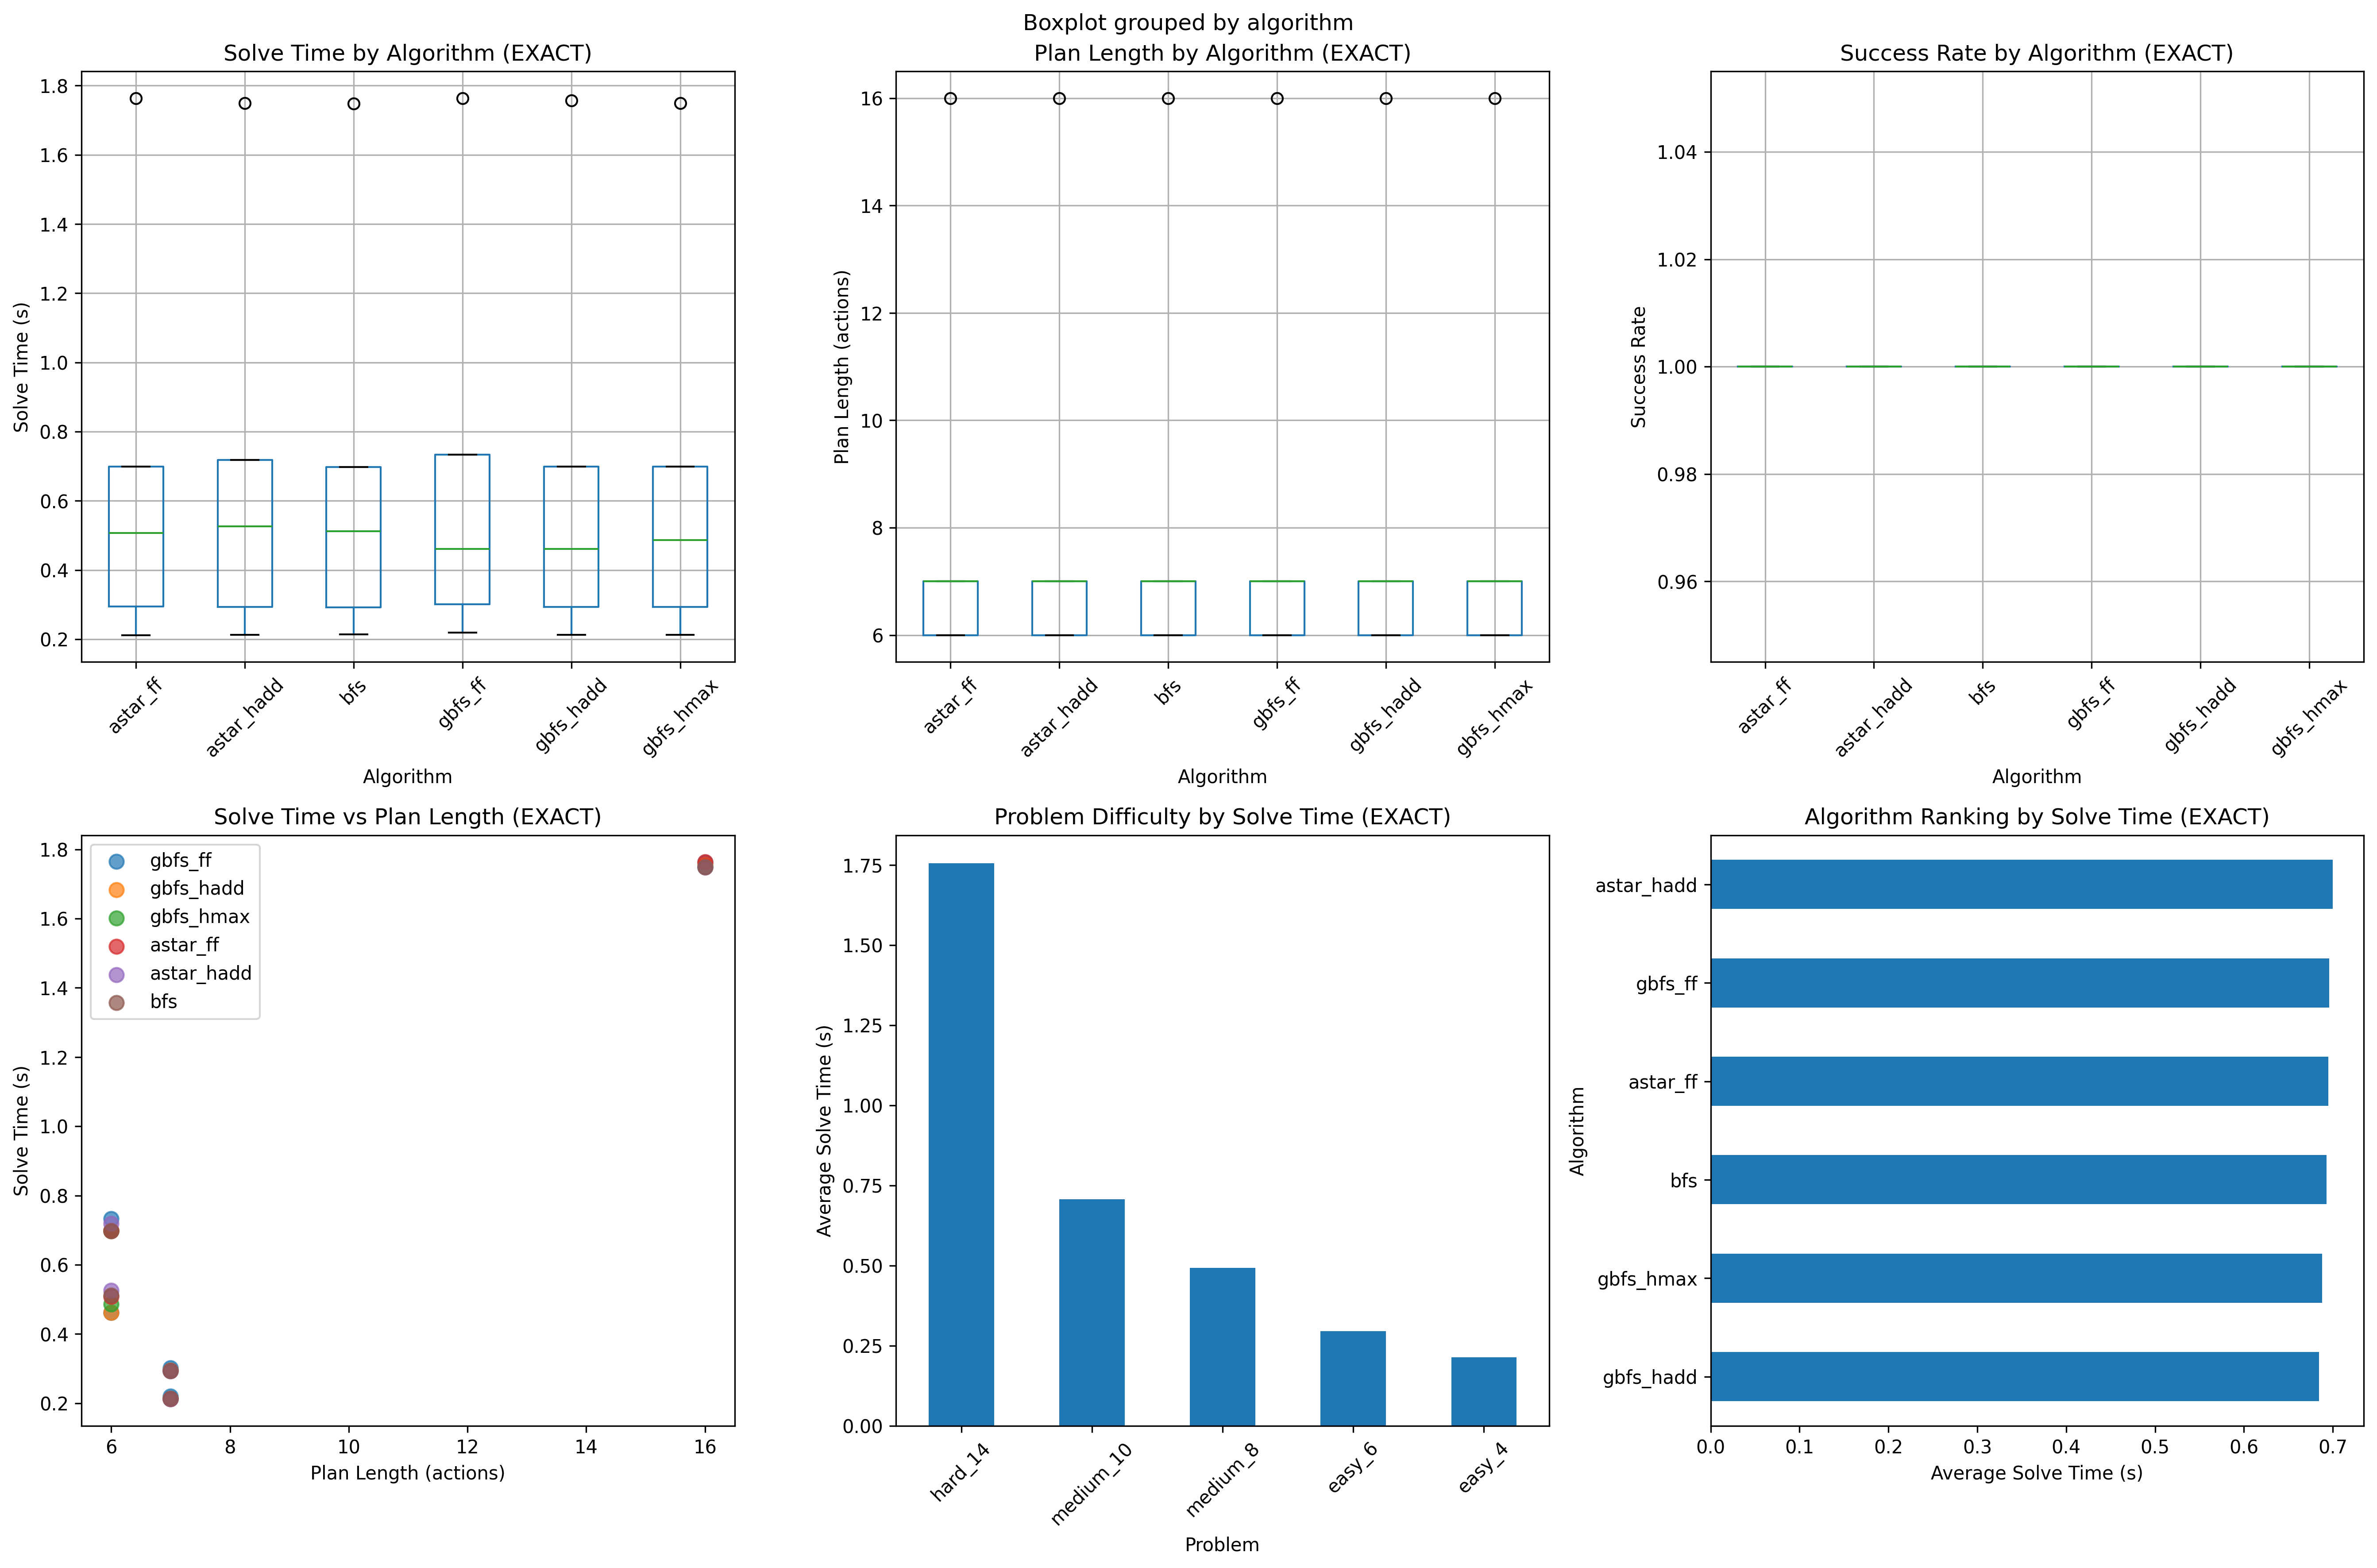 Boxplot grouped by algorithm
Solve Time by Algorithm (EXACT)
Solve Time (s)
1.8
1.6
1.4
1.2
1.0
0.8
0.6
0.4
0.2
astar_ff
astar_hadd
bfs
gbfs_ff
gbfs_hadd
gbfs_hmax
Algorithm
Plan Length by Algorithm (EXACT)
Plan Length (actions)
16
14
12
10
8
6
astar_ff
astar_hadd
bfs
gbfs_ff
gbfs_hadd
gbfs_hmax
Algorithm
Success Rate by Algorithm (EXACT)
Success Rate
1.04
1.02
1.00
0.98
0.96
astar_ff
astar_hadd
bfs
gbfs_ff
gbfs_hadd
gbfs_hmax
Algorithm
Solve Time vs Plan Length (EXACT)
Solve Time (s)
1.8
1.6
1.4
1.2
1.0
0.8
0.6
0.4
0.2
gbfs_ff
gbfs_hadd
gbfs_hmax
astar_ff
astar_hadd
bfs
6 8 10 12 14 16
Plan Length (actions)
Problem Difficulty by Solve Time (EXACT)
Average Solve Time (s)
1.75
1.50
1.25
1.00
0.75
0.50
0.25
0.00
hard_14
medium_10
medium_8
easy_6
easy_4
Problem
Algorithm Ranking by Solve Time (EXACT)
Algorithm
astar_hadd
gbfs_ff
astar_ff
bfs
gbfs_hmax
gbfs_hadd
0.0 0.1 0.2 0.3 0.4 0.5 0.6 0.7
Average Solve Time (s)